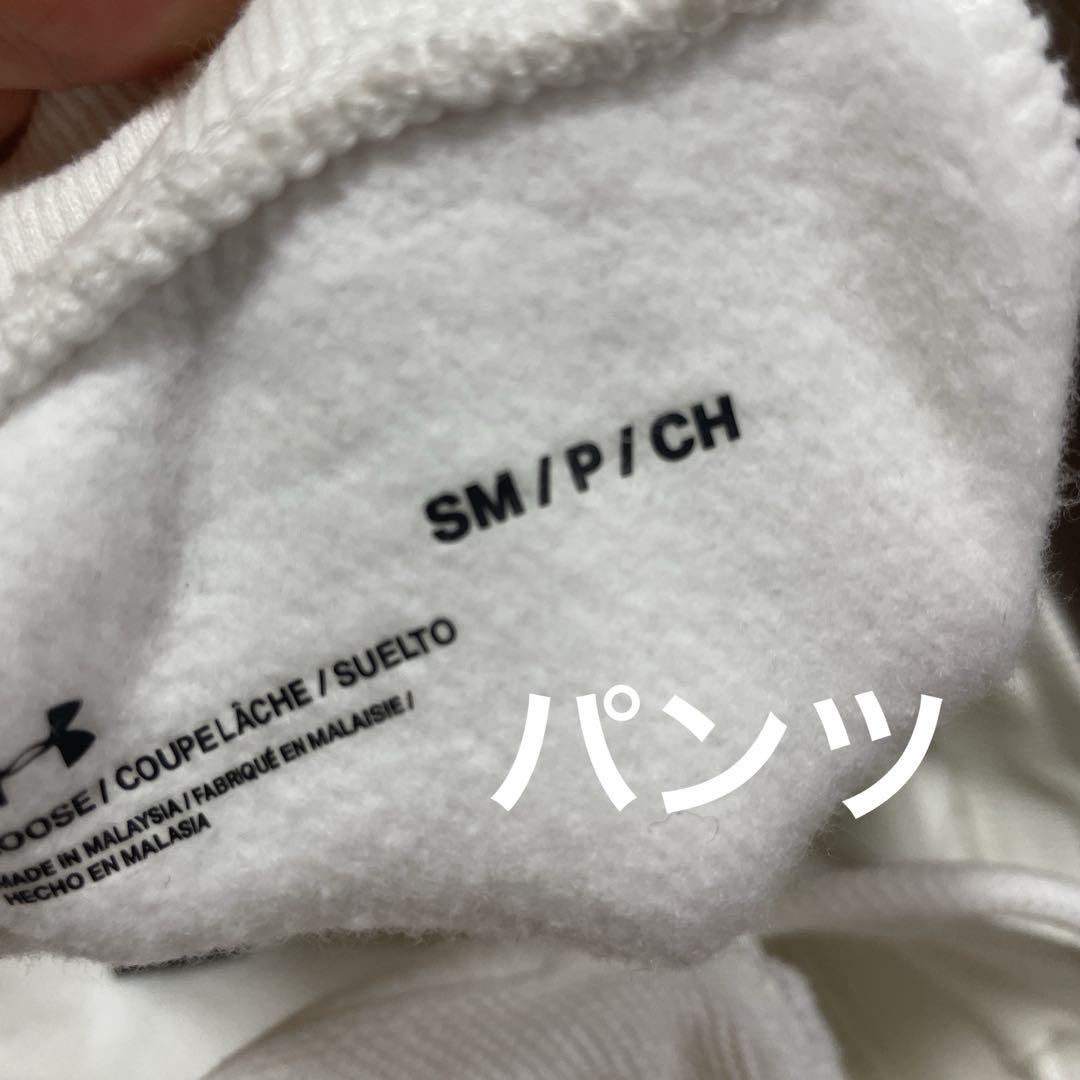 SM / P / CH
OOSE / COUPE LÂCHE / SUELTO
MADE IN MALAYSIA / FABRIQUÉ EN MALAISIE /
HECHO EN MALASIA
パンツ